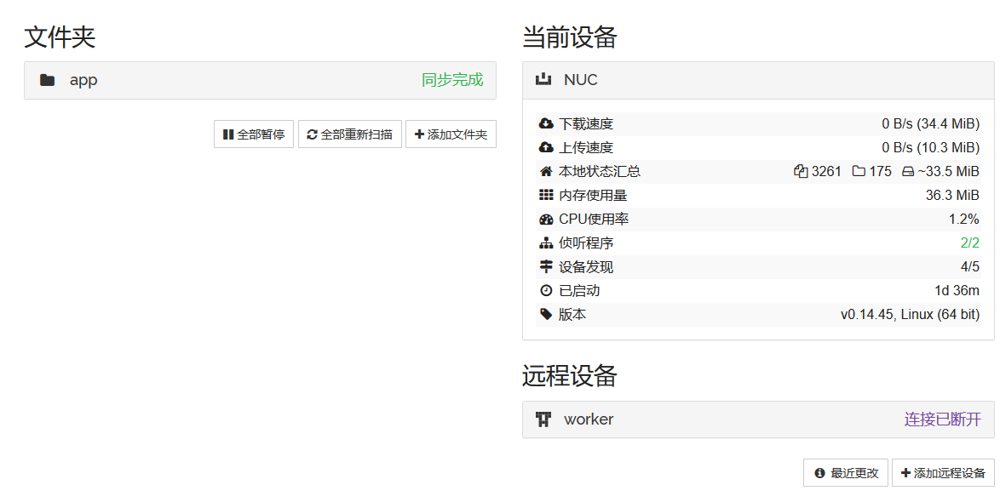 文件夹
app 同步完成
全部暂停 全部重新扫描 添加文件夹
当前设备
NUC
下载速度 0 B/s (34.4 MiB)
上传速度 0 B/s (10.3 MiB)
本地状态汇总 3261 175 ~33.5 MiB
内存使用量 36.3 MiB
CPU使用率 1.2%
侦听程序 2/2
设备发现 4/5
已启动 1d 36m
版本 v0.14.45, Linux (64 bit)
远程设备
worker 连接已断开
最近更改 添加远程设备